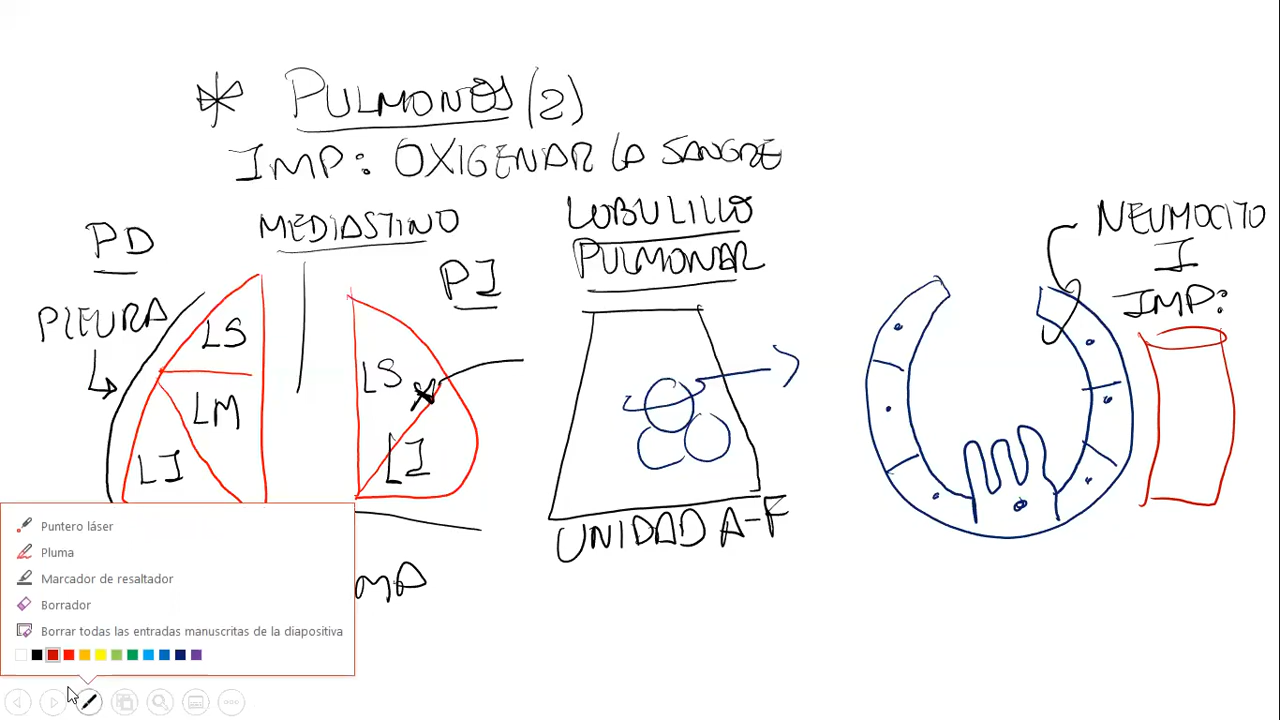 * PULMONES (2)
IMP: OXIGENAR LA SANGRE
PD
MEDIASTINO
LOBULILLO
PULMONAR
NEUMOCITO
I
IMP:
PI
PLEURA
LS
LM
LI
LS
LI
UNIDAD A-F
MA
Puntero láser
Pluma
Marcador de resaltador
Borrador
Borrar todas las entradas manuscritas de la diapositiva